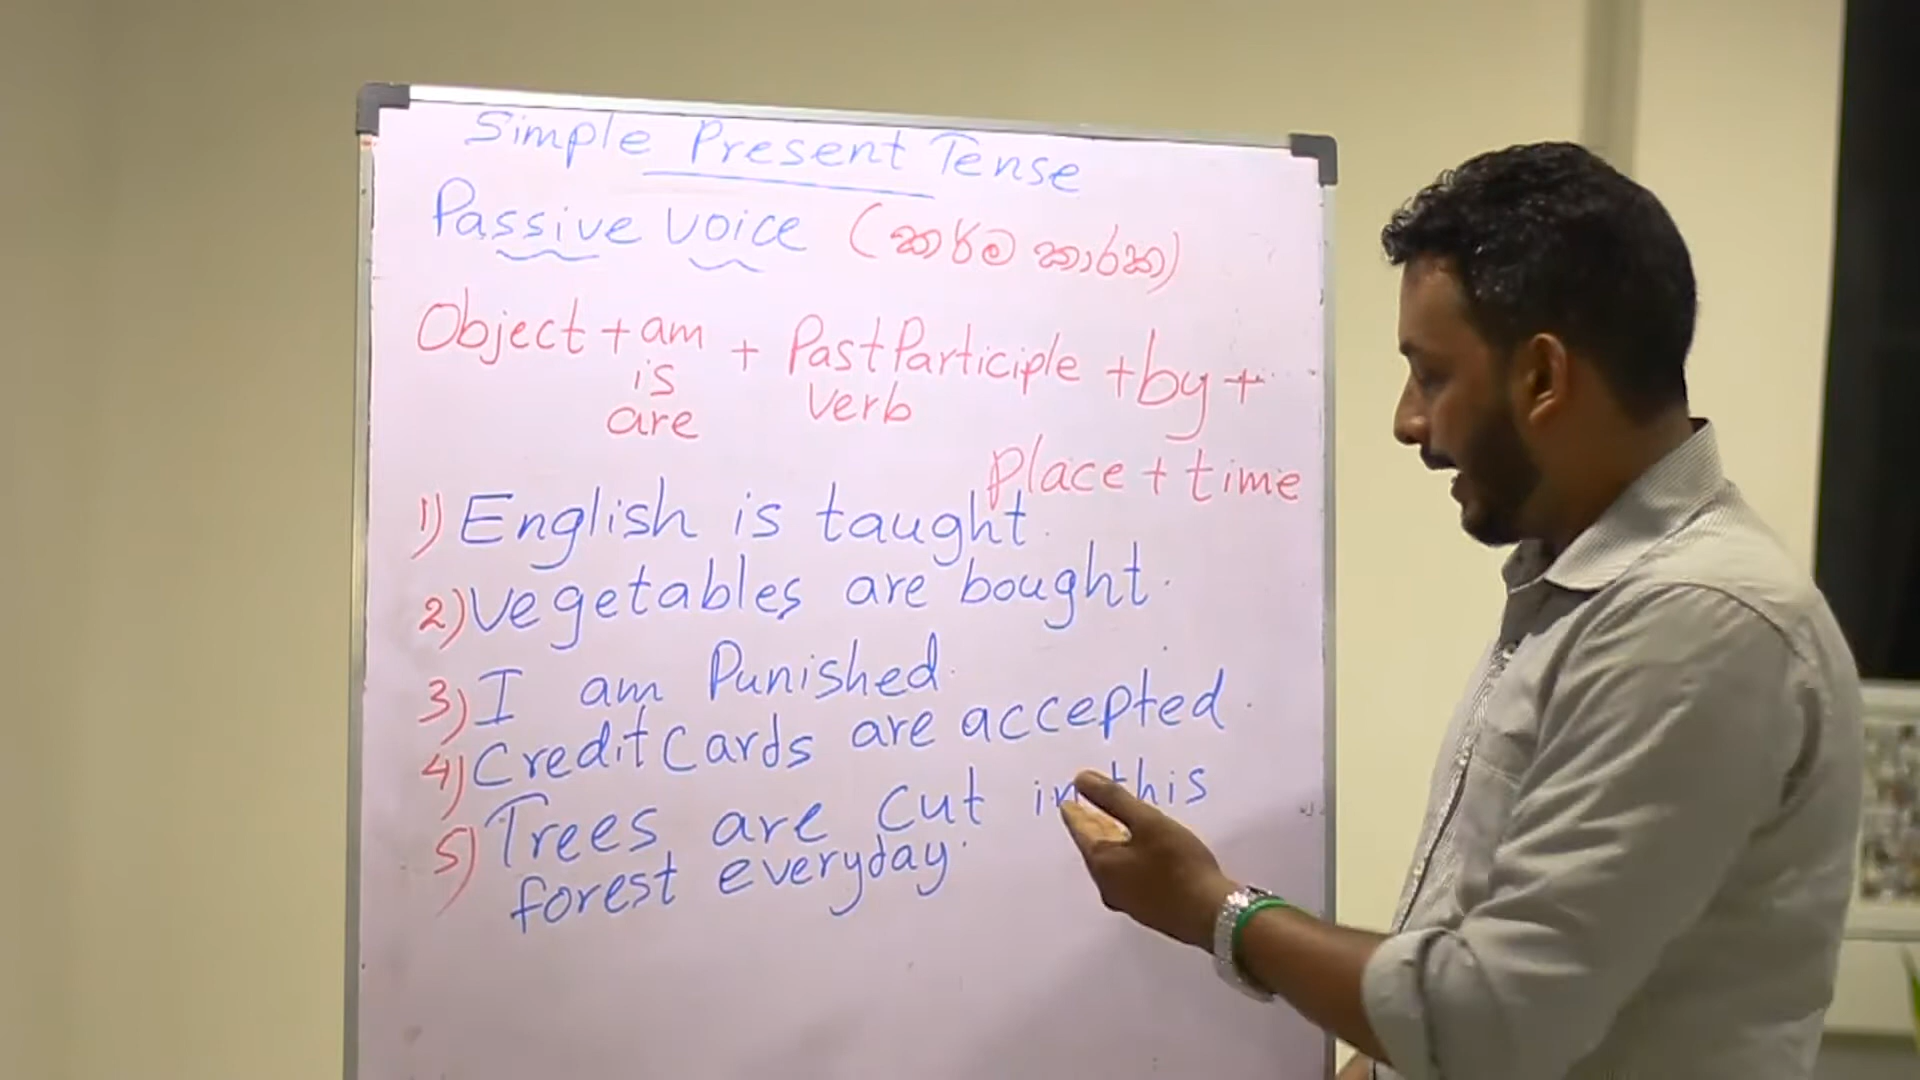 Simple Present Tense
Passive voice (කර්ම කාරක)
Object + am + Past Participle + by +
is verb
are
place + time
1) English is taught.
2) vegetables are bought.
3) I am Punished.
4) Credit Cards are accepted.
5) Trees are cut in this
forest everyday.